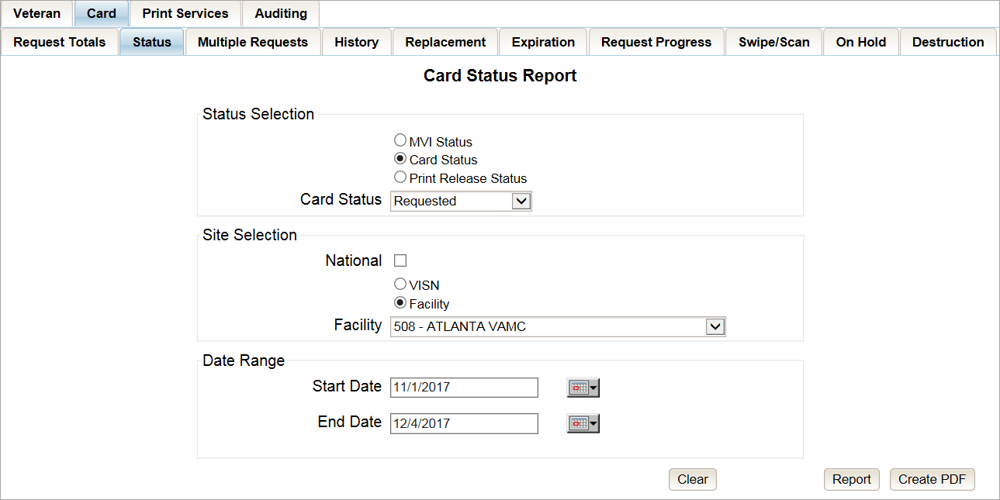 Veteran Card Print Services Auditing
Request Totals Status Multiple Requests History Replacement Expiration Request Progress Swipe/Scan On Hold Destruction
Card Status Report
Status Selection
MVI Status
Card Status
Print Release Status
Card Status Requested
Site Selection
National
VISN
Facility
Facility 508 - ATLANTA VAMC
Date Range
Start Date 11/1/2017
End Date 12/4/2017
Clear Report Create PDF